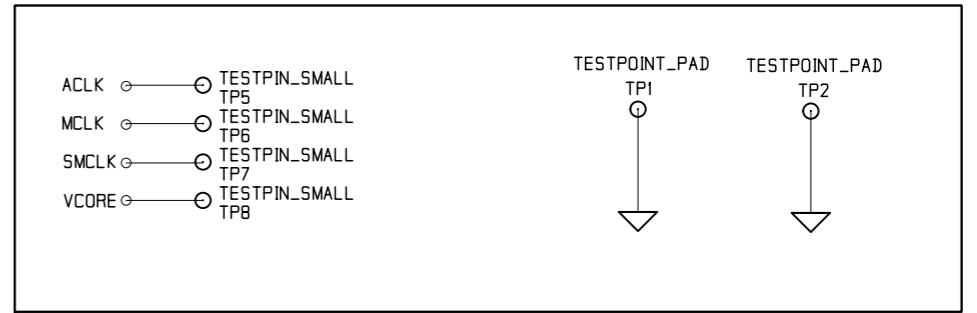 ACLK TESTPIN_SMALL
TP5
MCLK TESTPIN_SMALL
TP6
SMCLK TESTPIN_SMALL
TP7
VCORE TESTPIN_SMALL
TP8
TESTPOINT_PAD
TP1
TESTPOINT_PAD
TP2